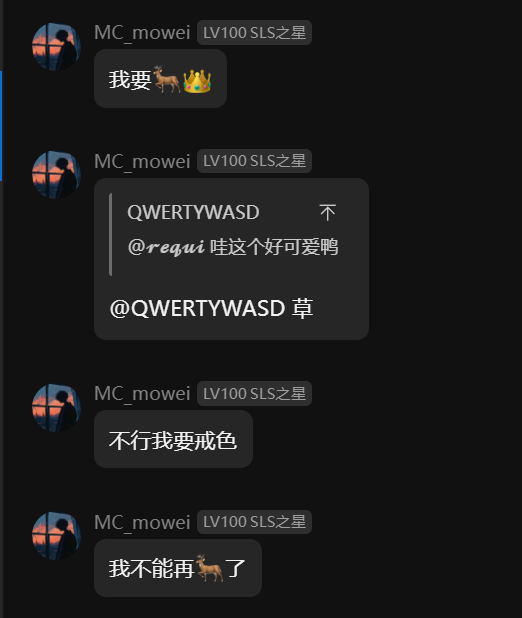 MC_mowei LV100 SLS之星
我要🦌👑
MC_mowei LV100 SLS之星
QWERTYWASD
@𝓻𝓮𝓺𝓾𝓲 哇这个好可爱鸭
@QWERTYWASD 草
MC_mowei LV100 SLS之星
不行我要戒色
MC_mowei LV100 SLS之星
我不能再🦌了